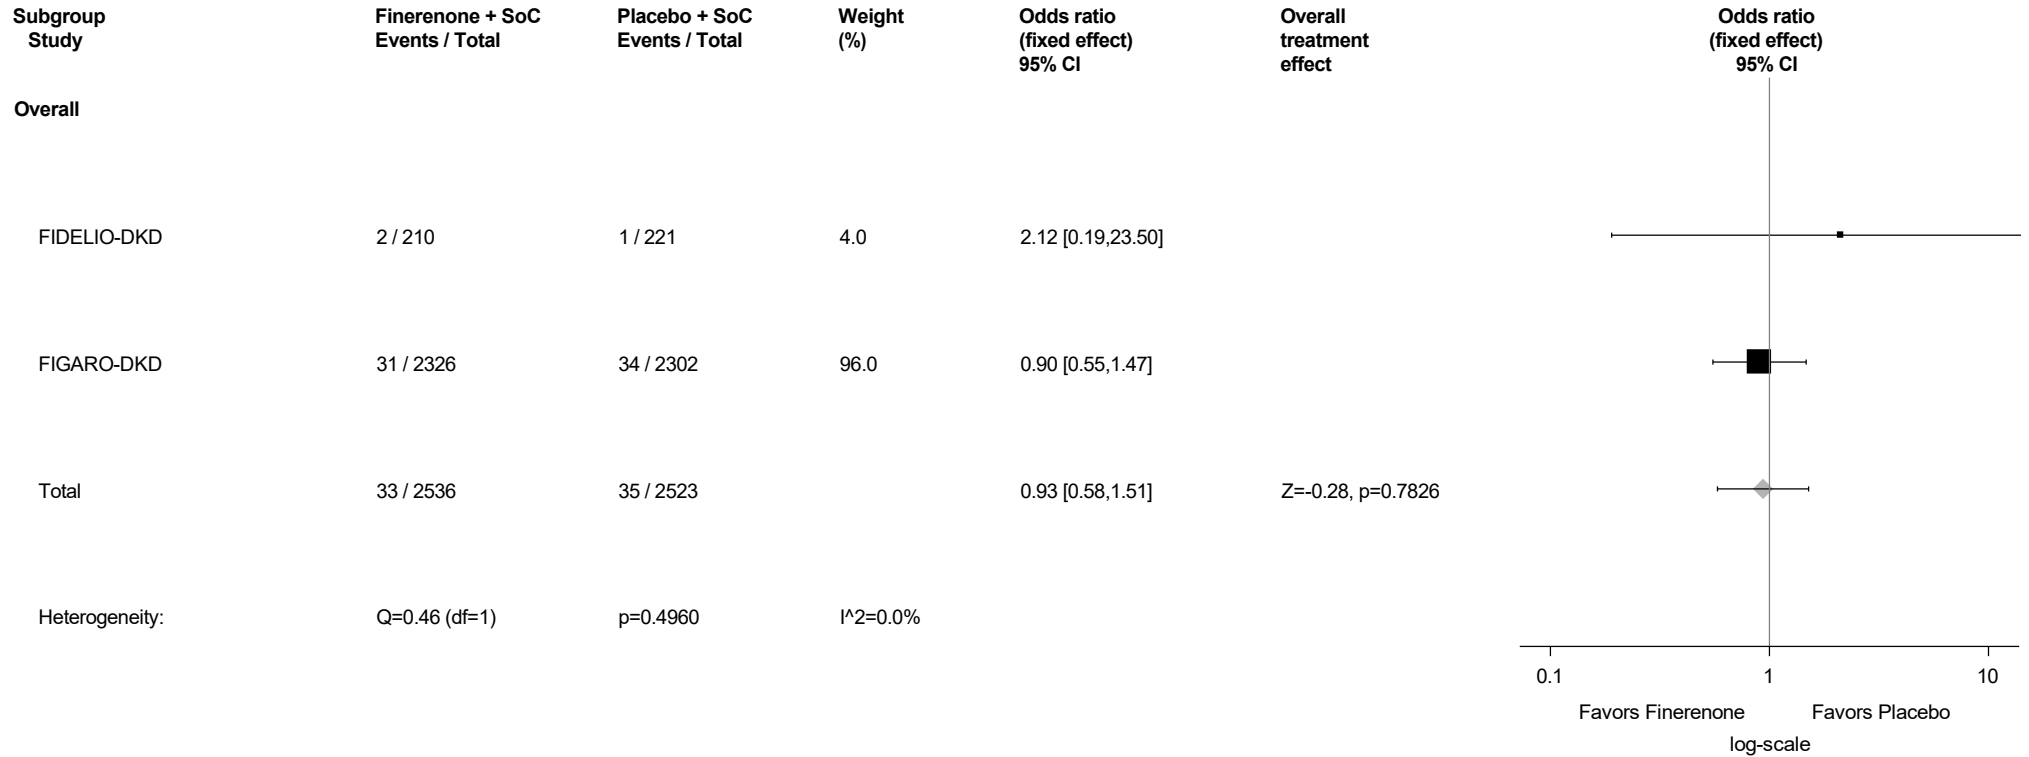 Subgroup Finerenone + SoC Placebo + SoC Weight Odds ratio Overall Odds ratio
Study Events / Total Events / Total (%) (fixed effect) treatment (fixed effect)
95% CI effect 95% CI
Overall
FIDELIO-DKD 2 / 210 1 / 221 4.0 2.12 [0.19,23.50]
FIGARO-DKD 31 / 2326 34 / 2302 96.0 0.90 [0.55,1.47]
Total 33 / 2536 35 / 2523 0.93 [0.58,1.51] Z=-0.28, p=0.7826
Heterogeneity: Q=0.46 (df=1) p=0.4960 I^2=0.0%
0.1 1 10
Favors Finerenone Favors Placebo
log-scale